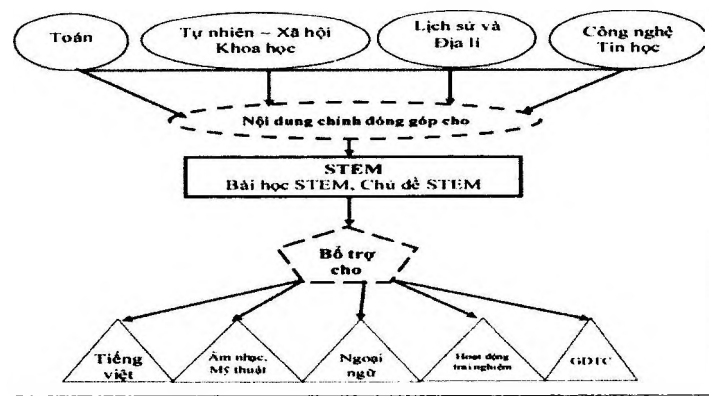 Toán
Tự nhiên – Xã hội
Khoa học
Lịch sử và
Địa lí
Công nghệ
Tin học
Nội dung chính đóng góp cho
STEM
Bài học STEM, Chủ đề STEM
Bổ trợ
cho
Tiếng
việt
Âm nhạc,
Mỹ thuật
Ngoại
ngữ
Hoạt động
trải nghiệm
GDTC